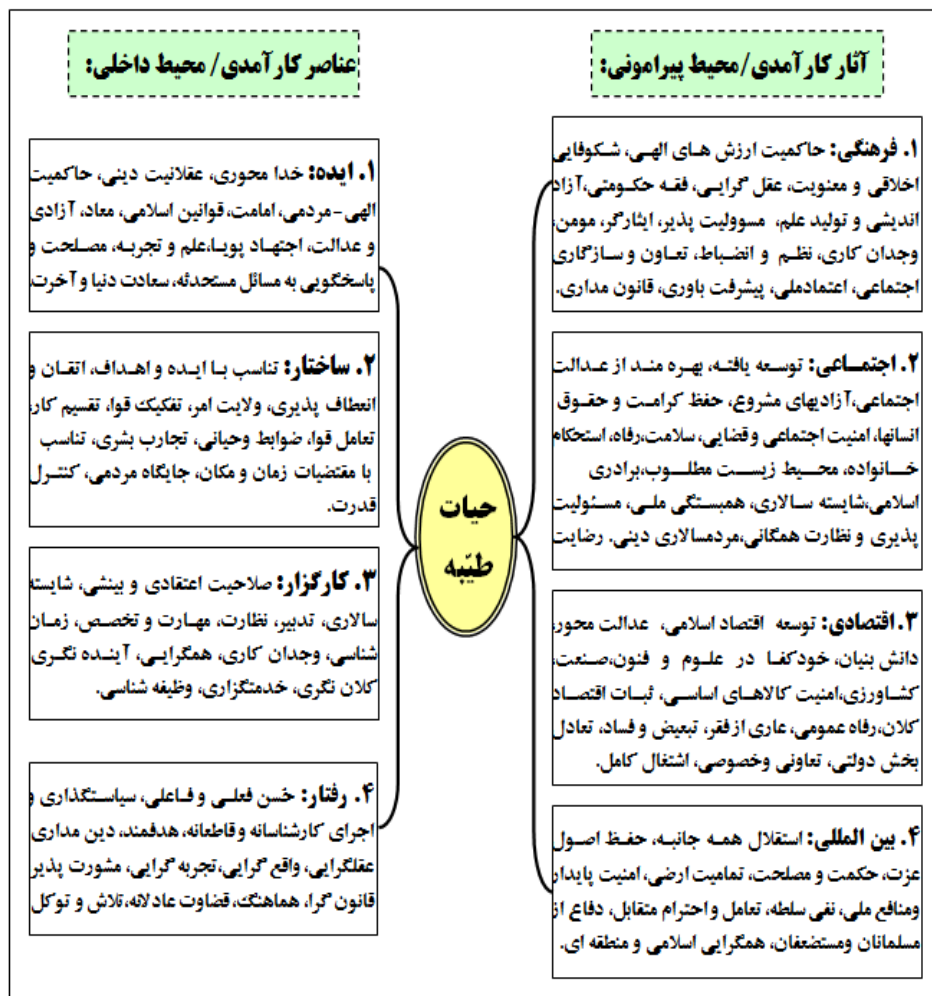 آثار کارآمدی/محیط پیرامونی:
۱. فرهنگی: حاکمیت ارزش های الهی، شکوفایی
اخلاقی و معنویت، عقل گرایی، فقه حکومتی،آزاد
اندیشی و تولید علم، مسوولیت پذیر، ایثارگر، مومن،
وجدان کاری، نظم و انضباط، تعاون و سازگاری
اجتماعی، اعتمادملی، پیشرفت باوری، قانون مداری.
۲. اجتماعی: توسعه یافته، بهره مند از عدالت
اجتماعی،آزادیهای مشروع، حفظ کرامت و حقوق
انسانها، امنیت اجتماعی و قضایی، سلامت، رفاه، استحکام
خانواده، محیط زیست مطلوب،برادری
اسلامی،شایسته سالاری، همبستگی ملی، مسئولیت
پذیری و نظارت همگانی،مردمسالاری دینی. رضایت
۳. اقتصادی: توسعه اقتصاد اسلامی، عدالت محور،
دانش بنیان، خودکفا در علوم و فنون،صنعت،
کشاورزی،امنیت کالاهای اساسی، ثبات اقتصاد
کلان،رفاه عمومی، عاری از فقر، تبعیض و فساد، تعادل
بخش دولتی، تعاونی وخصوصی، اشتغال کامل.
۴. بین المللی: استقلال همه جانبه، حفظ اصول
عزت، حکمت و مصلحت، تمامیت ارضی، امنیت پایدار
ومنافع ملی، نفی سلطه، تعامل و احترام متقابل، دفاع از
مسلمانان ومستضعفان، همگرایی اسلامی و منطقه ای.
حیات
طیّبه
عناصر کارآمدی/ محیط داخلی:
۱. ایده: خدا محوری، عقلانیت دینی، حاکمیت
الهی-مردمی، امامت، قوانین اسلامی، معاد، آزادی
و عدالت، اجتهاد پویا،علم و تجربه، مصلحت و
پاسخگویی به مسائل مستحدثه، سعادت دنیا و آخرت.
۲. ساختار: تناسب با ایده و اهداف، اتقان و
انعطاف پذیری، ولایت امر، تفکیک قوا، تقسیم کار،
تعامل قوا، ضوابط وحیانی، تجارب بشری، تناسب
با مقتضیات زمان و مکان، جایگاه مردمی، کنترل
قدرت.
۳. کارگزار: صلاحیت اعتقادی و بینشی، شایسته
سالاری، تدبیر، نظارت، مهارت و تخصص، زمان
شناسی، وجدان کاری، همگرایی، آینده نگری
کلان نگری، خدمتگزاری، وظیفه شناسی.
۴. رفتار: حُسن فعلی و فاعلی، سیاستگذاری و
اجرای کارشناسانه و قاطعانه، هدفمند، دین مداری
عقلگرایی، واقع گرایی، تجربه گرایی، مشورت پذیر
قانون گرا، هماهنگ، قضاوت عادلانه، تلاش و توکل